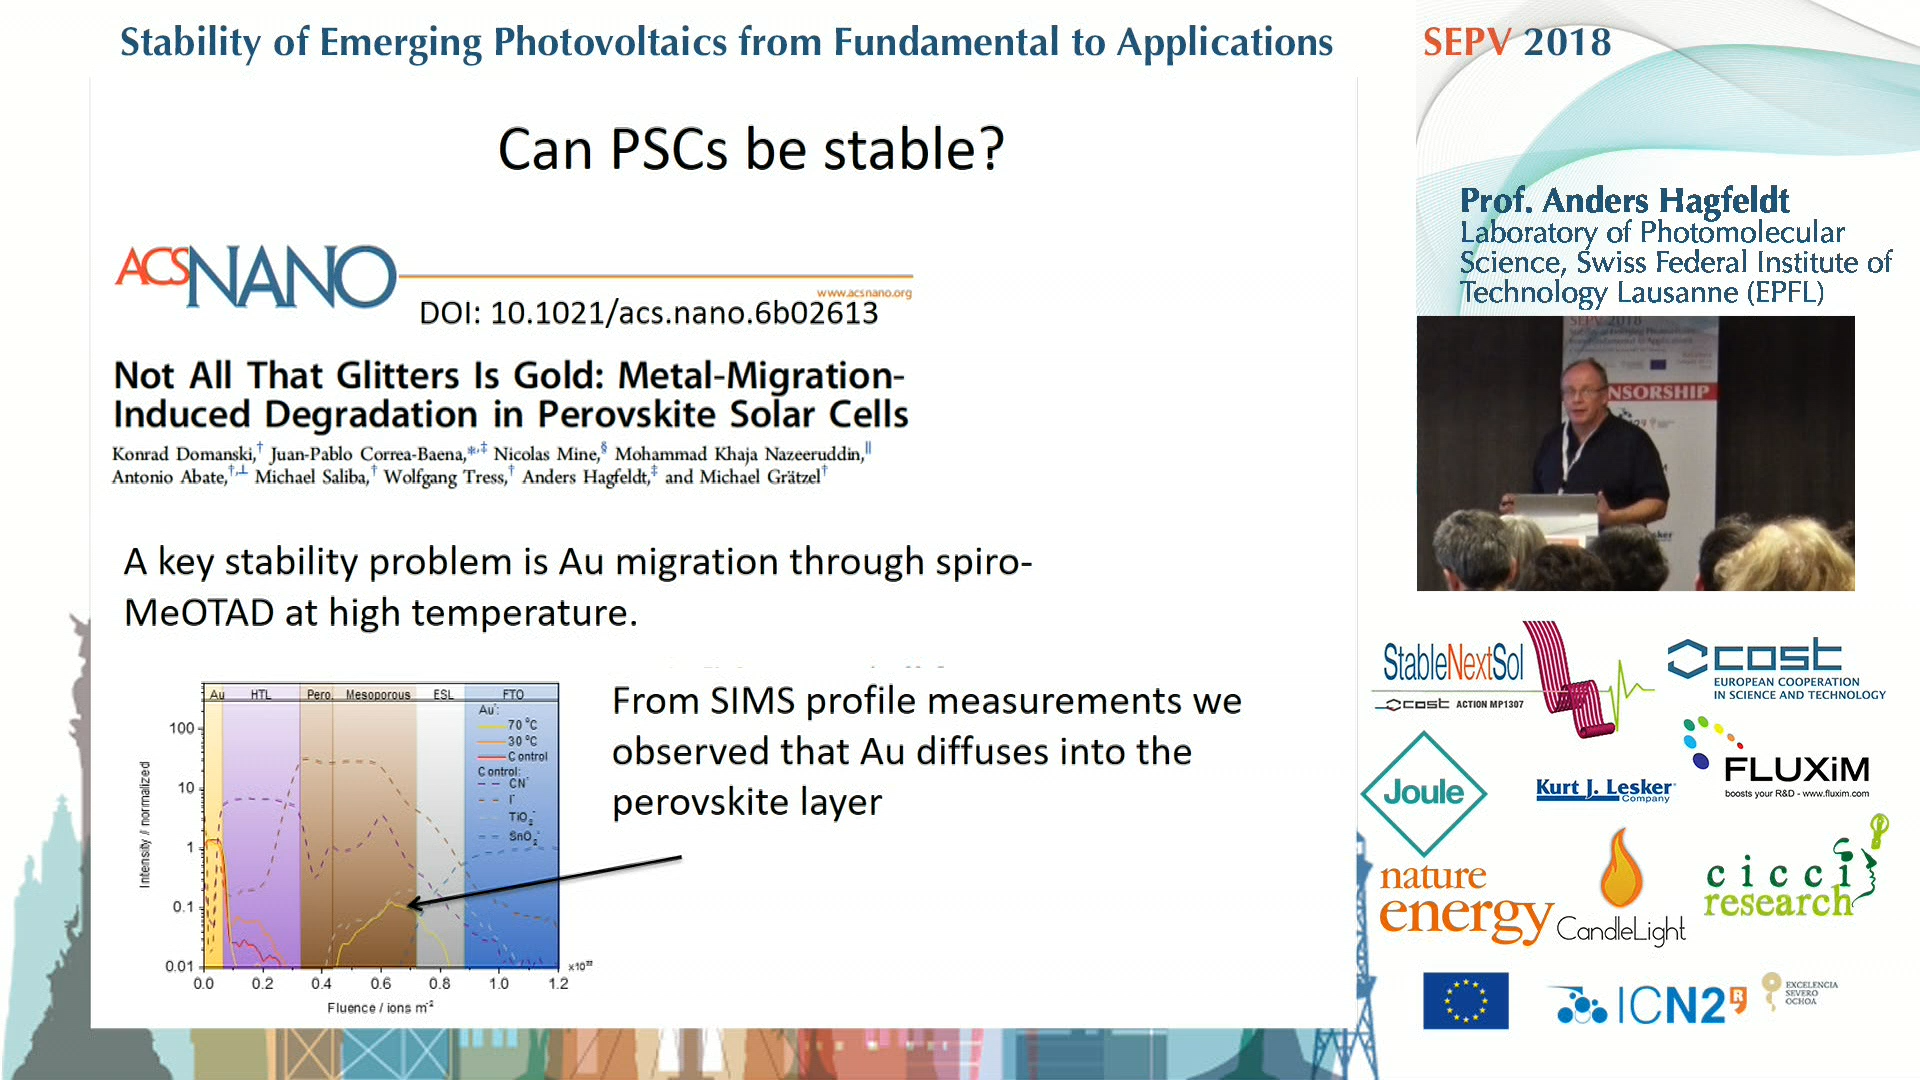 Stability of Emerging Photovoltaics from Fundamental to Applications
SEPV 2018
Can PSCs be stable?
ACSNANO
www.acsnano.org
DOI: 10.1021/acs.nano.6b02613
Not All That Glitters Is Gold: Metal-Migration-
Induced Degradation in Perovskite Solar Cells
Konrad Domanski,† Juan-Pablo Correa-Baena,*,‡ Nicolas Mine,§ Mohammad Khaja Nazeeruddin,∥
Antonio Abate,†,⊥ Michael Saliba,† Wolfgang Tress,† Anders Hagfeldt,‡ and Michael Grätzel†
A key stability problem is Au migration through spiro-
MeOTAD at high temperature.
From SIMS profile measurements we
observed that Au diffuses into the
perovskite layer
Au HTL Pero. Mesoporous ESL FTO
Au-:
70 °C
30 °C
Control
Control:
CN-
I-
TiO2-
SnO2-
100
10
1
0.1
0.01
Intensity // normalized
0.0 0.2 0.4 0.6 0.8 1.0 1.2
Fluence / ions m-2
Prof. Anders Hagfeldt
Laboratory of Photomolecular
Science, Swiss Federal Institute of
Technology Lausanne (EPFL)
SEPV 2018
NSORSHIP
StableNextSol
cost ACTION MP1307
cost
EUROPEAN COOPERATION
IN SCIENCE AND TECHNOLOGY
Joule
Kurt J. Lesker
Company
FLUXiM
boosts your R&D - www.fluxim.com
nature
energy
CandleLight
cicci
research
ICN2
EXCELENCIA
SEVERO
OCHOA